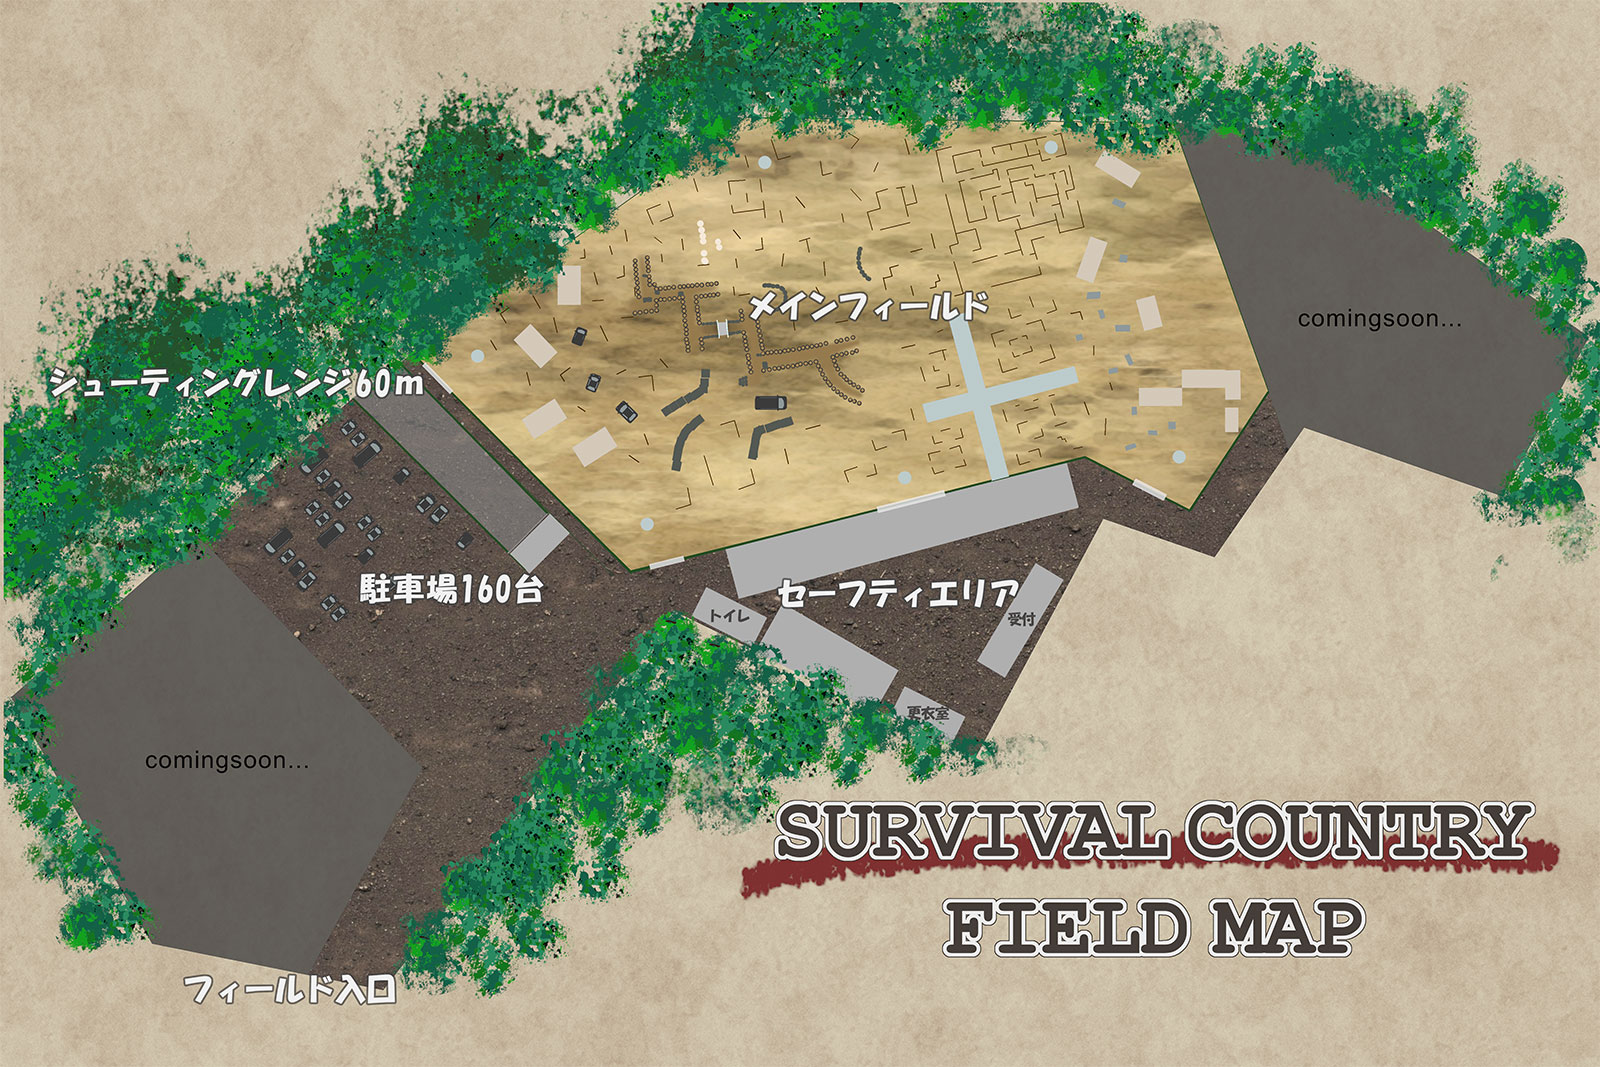 メインフィールド
comingsoon...
シューティングレンジ60m
駐車場160台
セーフティエリア
トイレ
受付
更衣室
comingsoon...
SURVIVAL COUNTRY
FIELD MAP
フィールド入口